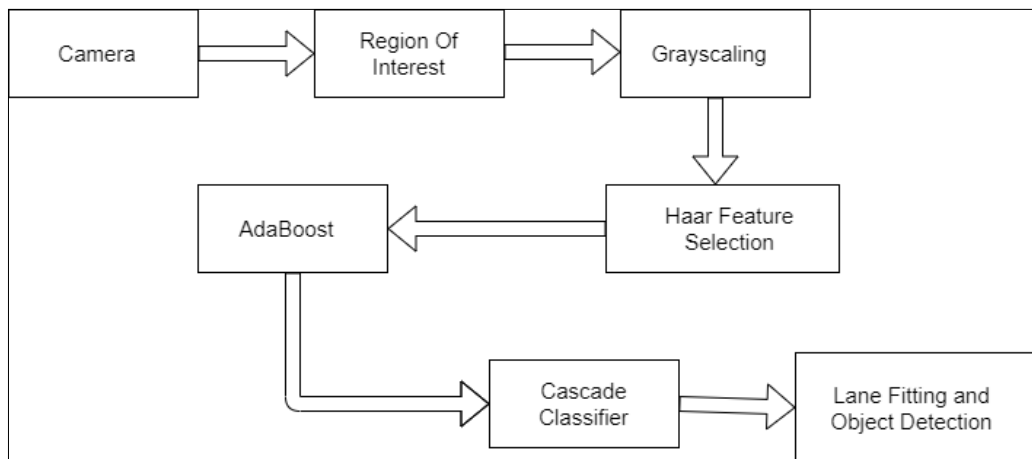 Camera
Region Of
Interest
Grayscaling
Haar Feature
Selection
AdaBoost
Cascade
Classifier
Lane Fitting and
Object Detection